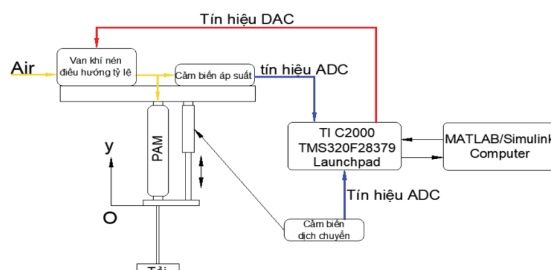 Tín hiệu DAC
Air
Van khí nén
điều hướng tỷ lệ
Cảm biến áp suất
tín hiệu ADC
TI C2000
TMS320F28379
Launchpad
MATLAB/Simulink
Computer
PAM
y
O
Tín hiệu ADC
Cảm biến
dịch chuyển
Tải